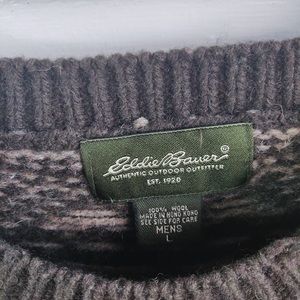 Eddie Bauer®
AUTHENTIC OUTDOOR OUTFITTER
EST. 1920
100% WOOL
MADE IN HONG KONG
SEE SIDE FOR CARE
MENS
L